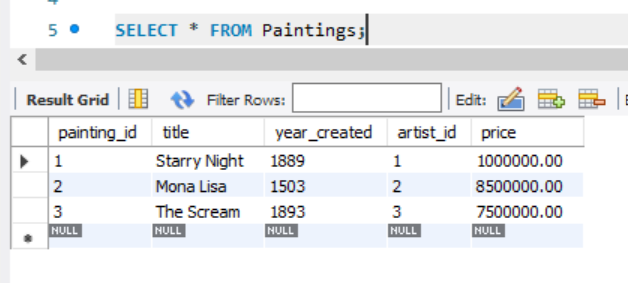 4
5 SELECT * FROM Paintings;
Result Grid Filter Rows: Edit:
painting_id title year_created artist_id price
1 Starry Night 1889 1 1000000.00
2 Mona Lisa 1503 2 8500000.00
3 The Scream 1893 3 7500000.00
NULL NULL NULL NULL NULL